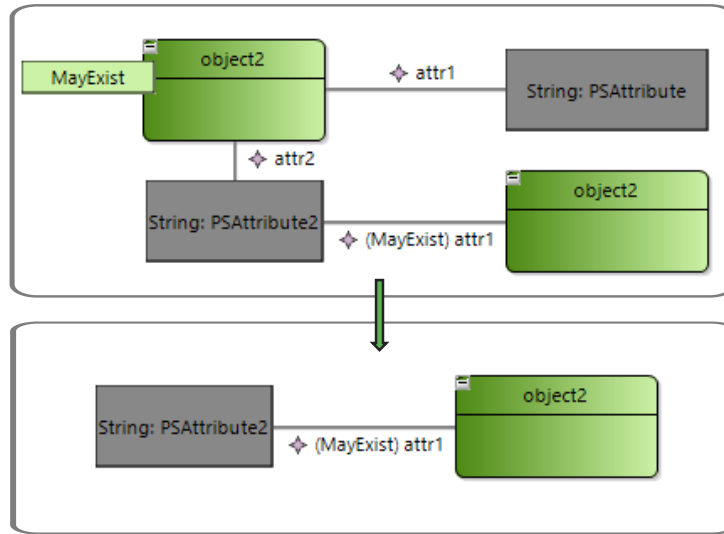 object2
MayExist
attr1
String: PSAttribute
attr2
object2
String: PSAttribute2
(MayExist) attr1
object2
String: PSAttribute2
(MayExist) attr1